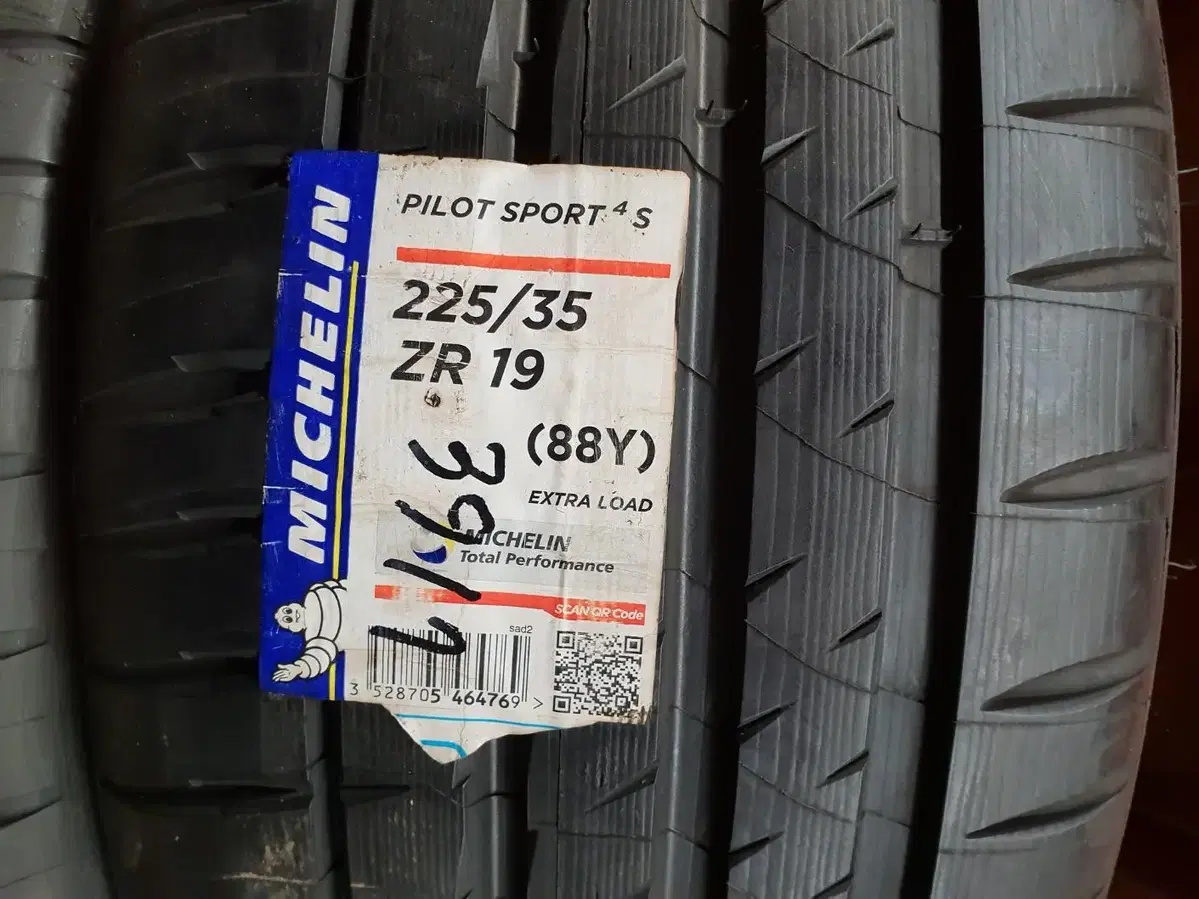 MICHELIN
PILOT SPORT 4 S
225/35
ZR 19
(88Y)
EXTRA LOAD
MICHELIN
Total Performance
SCAN QR Code
sad2
3 528705 464769 >